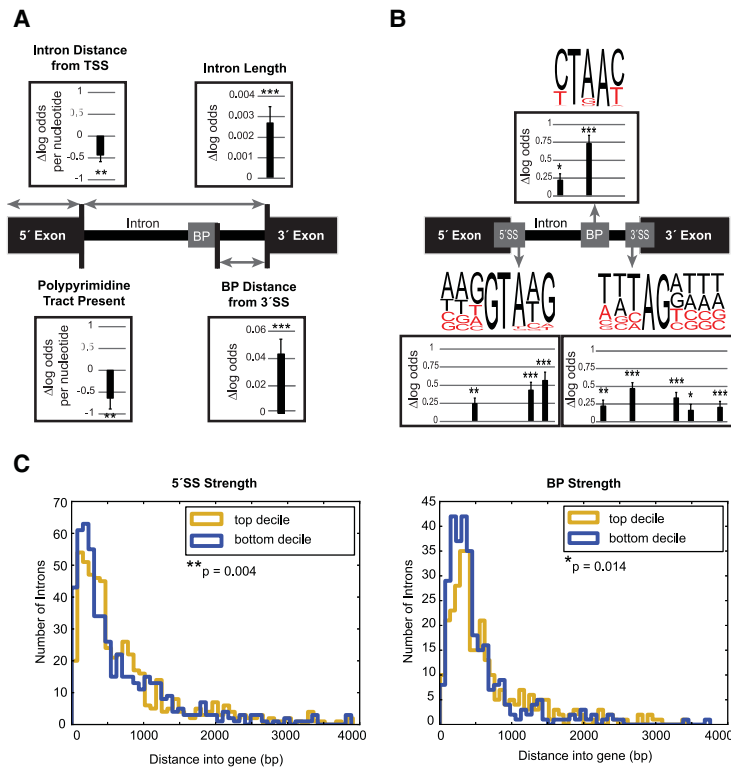 A
B
Intron Distance
from TSS
Δlog odds
per nucleotide
1
0.5
0
-0.5
-1
**
Intron Length
Δlog odds
0.004
0.003
0.002
0.001
0
***
5´ Exon
Intron
BP
3´ Exon
Polypyrimidine
Tract Present
Δlog odds
per nucleotide
1
0.5
0
-0.5
-1
**
BP Distance
from 3´SS
Δlog odds
0.06
0.04
0.02
0
***
CTAAC
Δlog odds
1
0.75
0.5
0.25
0
*
***
5´ Exon
5´SS
Intron
BP
3´SS
3´ Exon
AAGGTAAG
TTTTAGATTT
Δlog odds
1
0.75
0.5
0.25
0
**
***
***
Δlog odds
1
0.75
0.5
0.25
0
**
***
***
*
***
C
5´SS Strength
Number of Introns
70
60
50
40
30
20
10
0
0
1000
2000
3000
4000
top decile
bottom decile
**p = 0.004
Distance into gene (bp)
BP Strength
Number of Introns
45
40
35
30
25
20
15
10
5
0
0
1000
2000
3000
4000
top decile
bottom decile
*p = 0.014
Distance into gene (bp)